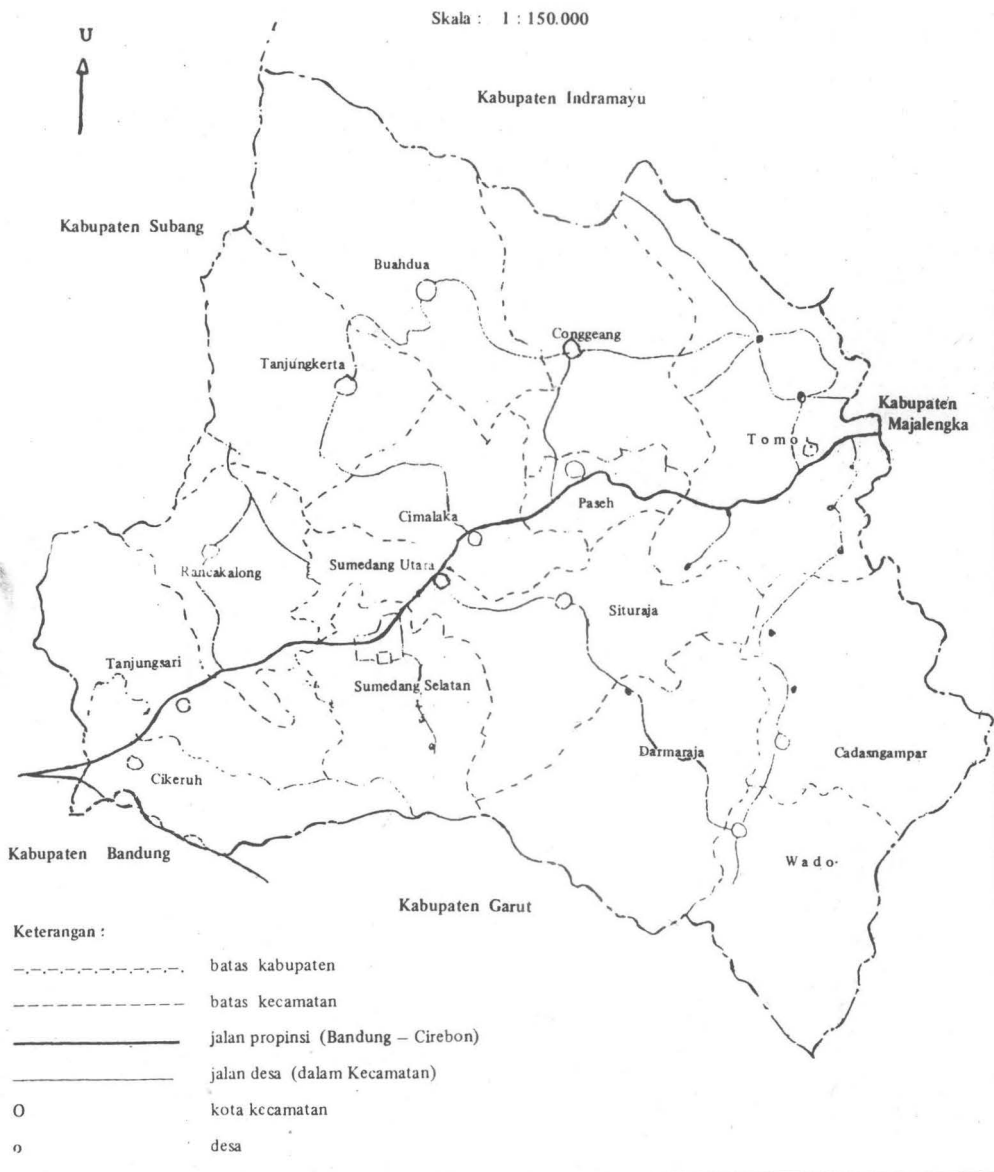 Skala : 1 : 150.000
U
Kabupaten Indramayu
Kabupaten Subang
Buahdua
Conggeang
Tanjungkerta
Kabupaten
Majalengka
Tomo
Paseh
Cimalaka
Sumedang Utara
Rancakalong
Situraja
Tanjungsari
Sumedang Selatan
Darmaraja
Cadasngampar
Cikeruh
Kabupaten Bandung
Wado
Kabupaten Garut
Keterangan :
batas kabupaten
batas kecamatan
jalan propinsi (Bandung – Cirebon)
jalan desa (dalam Kecamatan)
O kota kecamatan
o desa